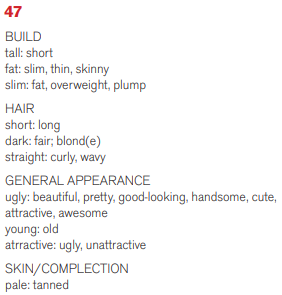 47
BUILD
tall: short
fat: slim, thin, skinny
slim: fat, overweight, plump
HAIR
short: long
dark: fair; blond(e)
straight: curly, wavy
GENERAL APPEARANCE
ugly: beautiful, pretty, good-looking, handsome, cute,
attractive, awesome
young: old
atrractive: ugly, unattractive
SKIN/COMPLECTION
pale: tanned